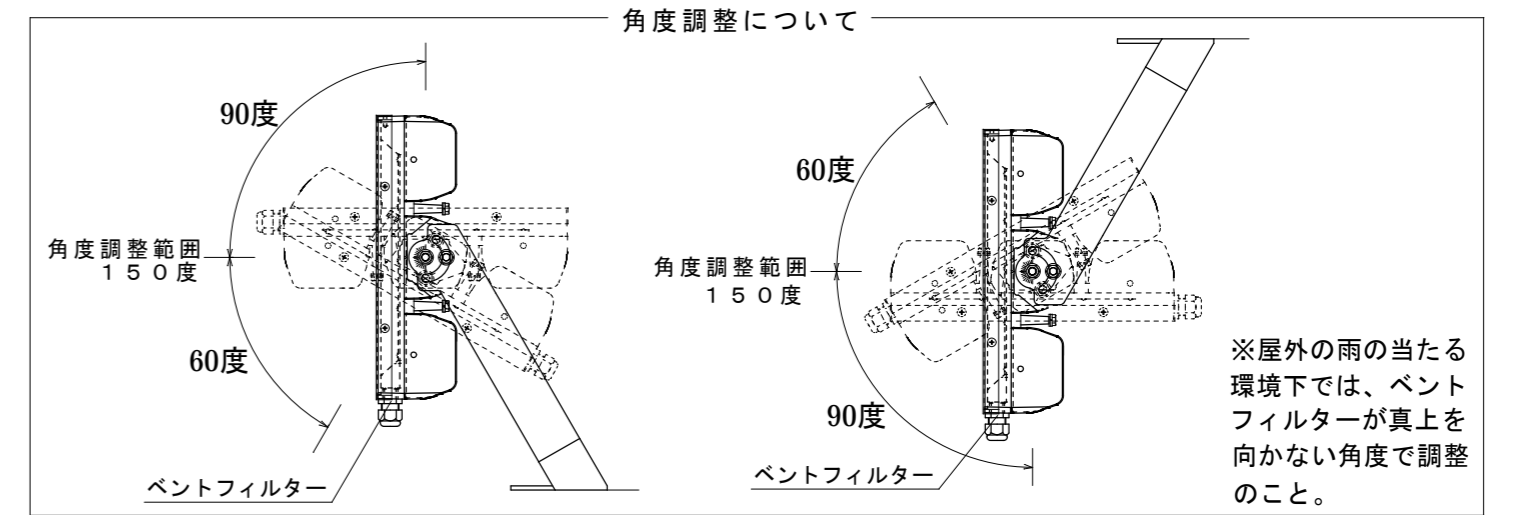 角度調整について
90度
角度調整範囲
１５０度
60度
ベントフィルター
60度
角度調整範囲
１５０度
90度
ベントフィルター
※屋外の雨の当たる
環境下では、ベント
フィルターが真上を
向かない角度で調整
のこと。